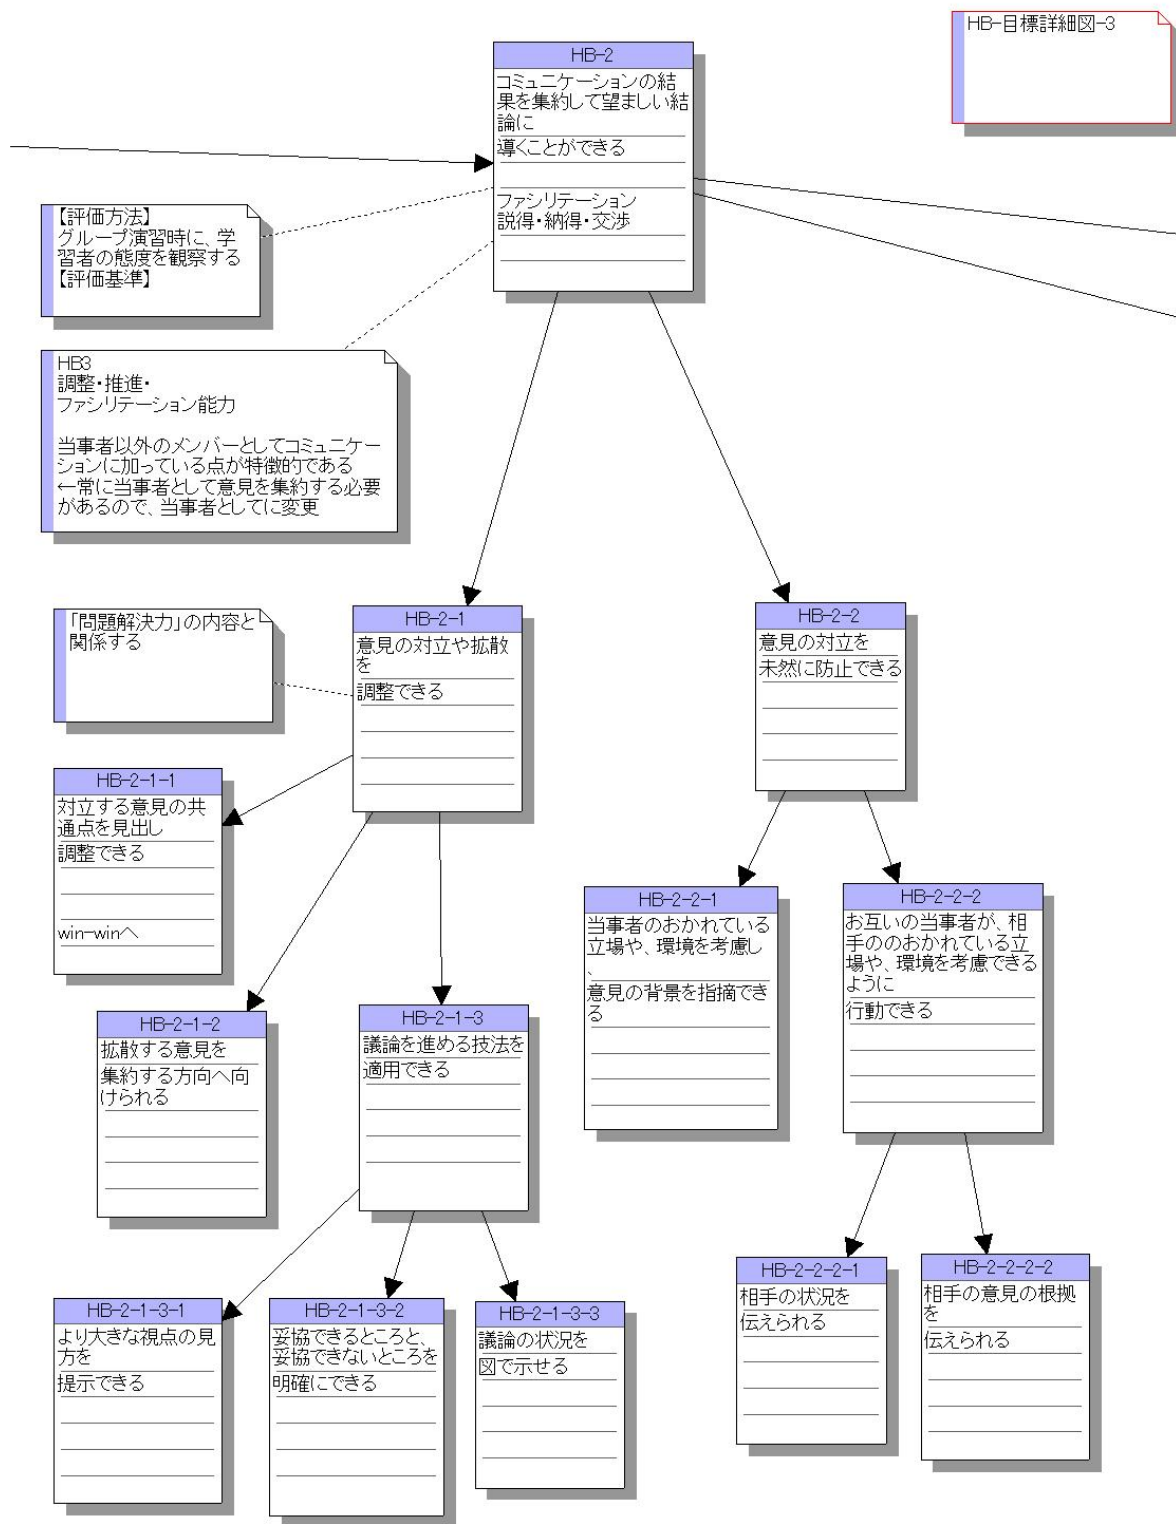 HB-目標詳細図-3
HB-2
コミュニケーションの結
果を集約して望ましい結
論に
導くことができる
ファシリテーション
説得・納得・交渉
【評価方法】
グループ演習時に、学
習者の態度を観察する
【評価基準】
HB3
調整・推進・
ファシリテーション能力
当事者以外のメンバーとしてコミュニケー
ションに加っている点が特徴的である
←常に当事者として意見を集約する必要
があるので、当事者としてに変更
「問題解決力」の内容と
関係する
HB-2-1
意見の対立や拡散
を
調整できる
HB-2-2
意見の対立を
未然に防止できる
HB-2-1-1
対立する意見の共
通点を見出し
調整できる
win-winへ
HB-2-2-1
当事者のおかれている
立場や、環境を考慮し
、
意見の背景を指摘でき
る
HB-2-2-2
お互いの当事者が、相
手ののおかれている立
場や、環境を考慮できる
ように
行動できる
HB-2-1-2
拡散する意見を
集約する方向へ向
けられる
HB-2-1-3
議論を進める技法を
適用できる
HB-2-1-3-1
より大きな視点の見
方を
提示できる
HB-2-1-3-2
妥協できるところと、
妥協できないところを
明確にできる
HB-2-1-3-3
議論の状況を
図で示せる
HB-2-2-2-1
相手の状況を
伝えられる
HB-2-2-2-2
相手の意見の根拠
を
伝えられる